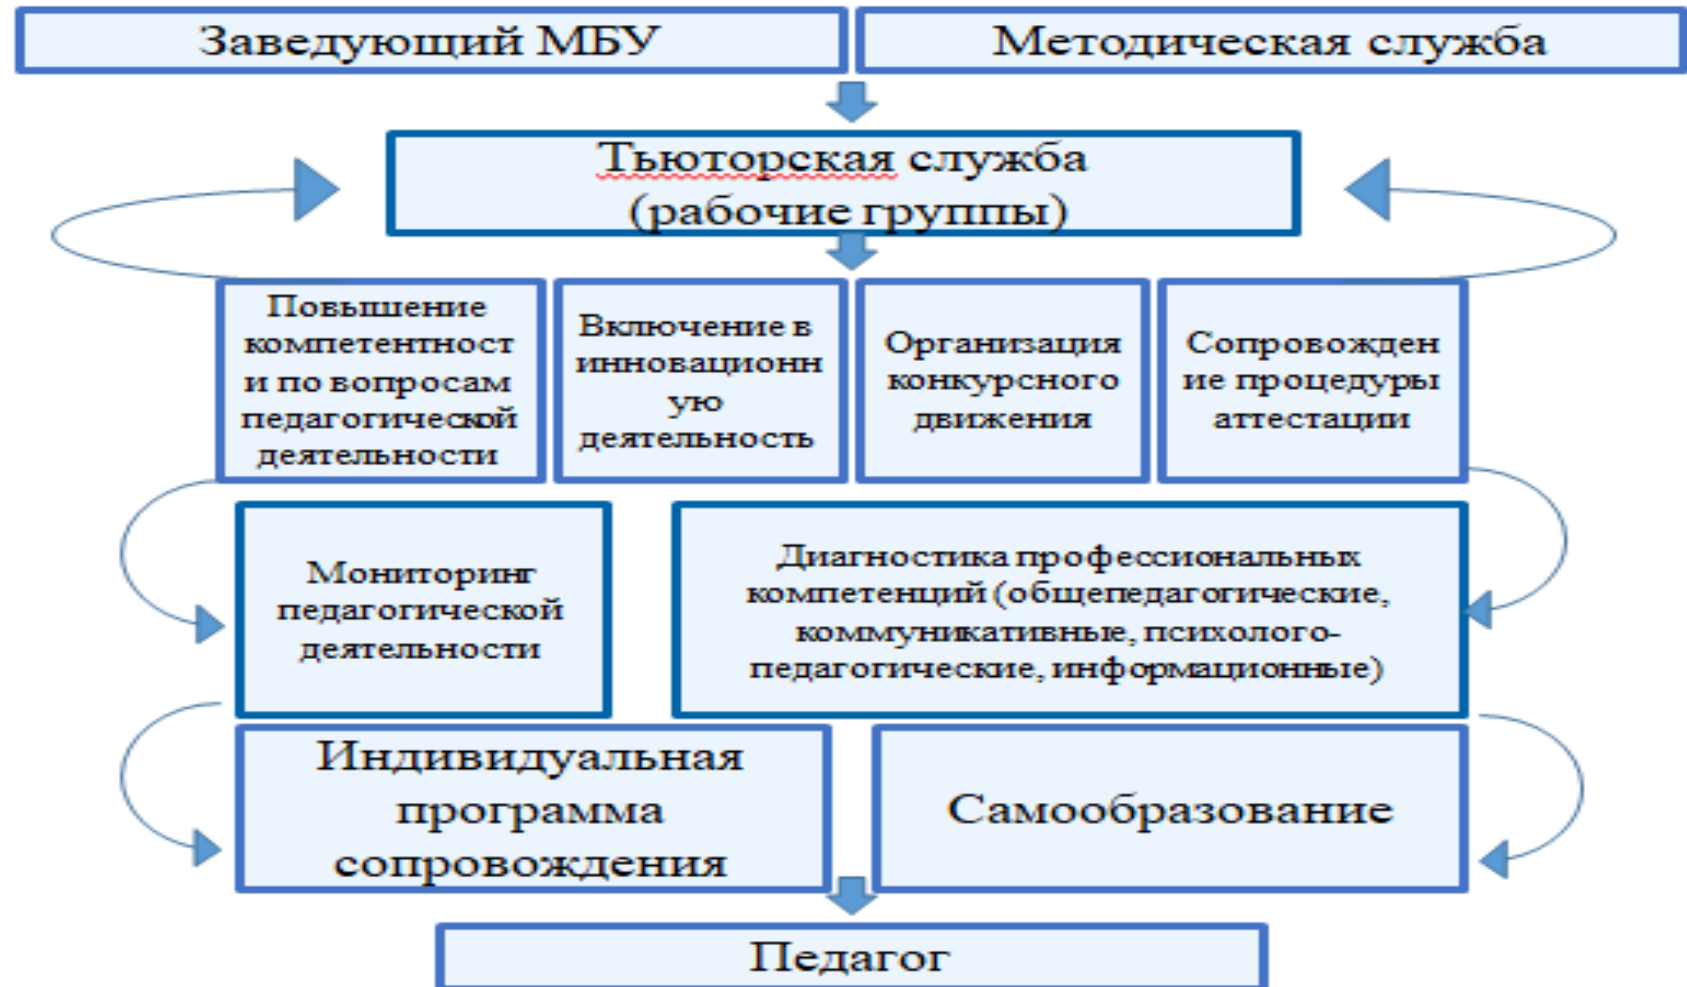 Заведующий МБУ
Методическая служба
Тьюторская служба
(рабочие группы)
Повышение
компетентност
и по вопросам
педагогической
деятельности
Включение в
инновационн
ую
деятельность
Организация
конкурсного
движения
Сопровожден
ие процедуры
аттестации
Мониторинг
педагогической
деятельности
Диагностика профессиональных
компетенций (общепедагогические,
коммуникативные, психолого-
педагогические, информационные)
Индивидуальная
программа
сопровождения
Самообразование
Педагог